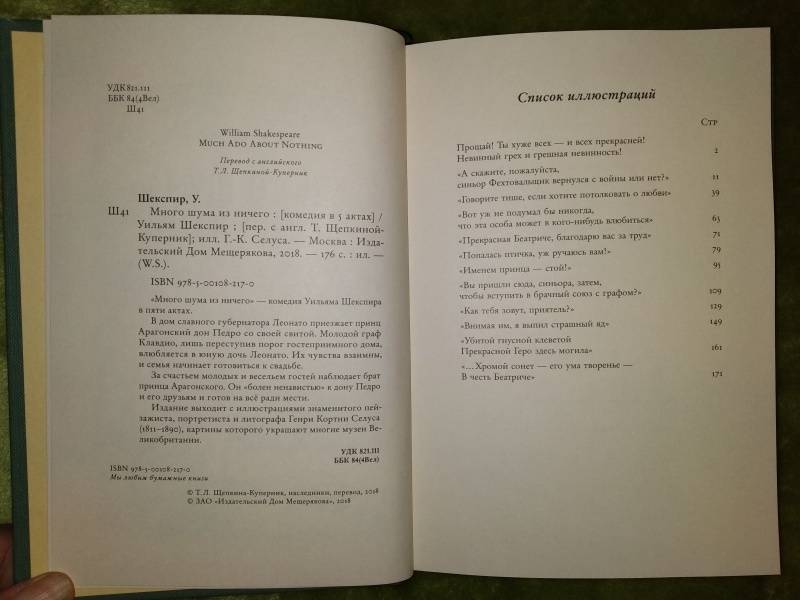 УДК 821.111
ББК 84(4Вел)
Ш41
William Shakespeare
Much Ado About Nothing
Перевод с английского
Т.Л. Щепкиной-Куперник
Шекспир, У.
Ш41 Много шума из ничего : [комедия в 5 актах] /
Уильям Шекспир ; [пер. с англ. Т. Щепкиной-
Куперник]; илл. Г.-К. Селуса. — Москва : Изда-
тельский Дом Мещерякова, 2018. — 176 с. : ил. —
(W.S.).
ISBN 978-5-00108-217-0
«Много шума из ничего» — комедия Уильяма Шекспира
в пяти актах.
В дом славного губернатора Леонато приезжает принц
Арагонский дон Педро со своей свитой. Молодой граф
Клавдио, лишь переступив порог гостеприимного дома,
влюбляется в юную дочь Леонато. Их чувства взаимны,
и семья начинает готовиться к свадьбе.
За счастьем молодых и весельем гостей наблюдает брат
принца Арагонского. Он «болен ненавистью» к дону Педро
и его друзьям и готов на всё ради мести.
Издание выходит с иллюстрациями знаменитого пей-
зажиста, портретиста и литографа Генри Кортни Селуса
(1811–1890), картины которого украшают многие музеи Ве-
ликобритании.
УДК 821.111
ББК 84(4Вел)
ISBN 978-5-00108-217-0
Мы любим бумажные книги
© Т.Л. Щепкина-Куперник, наследники, перевод, 2018
© ЗАО «Издательский Дом Мещерякова», 2018
Список иллюстраций
Стр
Прощай! Ты хуже всех — и всех прекрасней!
Невинный грех и грешная невинность! 2
«А скажите, пожалуйста,
синьор Фехтовальщик вернулся с войны или нет?» 11
«Говорите тише, если хотите потолковать о любви» 39
«Вот уж не подумал бы никогда,
что эта особа может в кого-нибудь влюбиться» 63
«Прекрасная Беатриче, благодарю вас за труд» 71
«Попалась птичка, уж ручаюсь вам!» 79
«Именем принца — стой!» 95
«Вы пришли сюда, синьора, затем,
чтобы вступить в брачный союз с графом?» 109
«Как тебя зовут, приятель?» 129
«Внимая им, я выпил страшный яд» 149
«Убитой гнусной клеветой
Прекрасной Геро здесь могила» 161
«…Хромой сонет — его ума творенье —
В честь Беатриче» 171